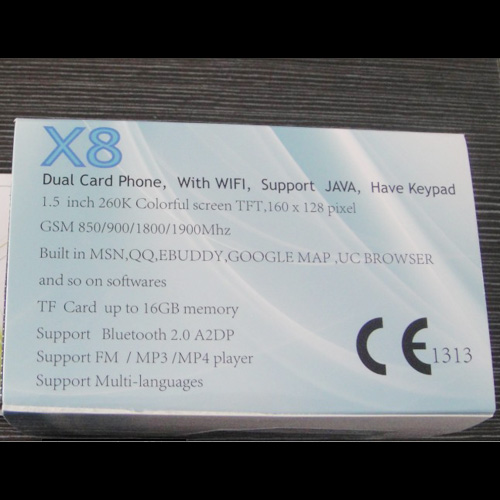 X8
Dual Card Phone, With WIFI, Support JAVA, Have Keypad
1.5 inch 260K Colorful screen TFT,160 x 128 pixel
GSM 850/900/1800/1900Mhz
Built in MSN,QQ,EBUDDY,GOOGLE MAP ,UC BROWSER
and so on softwares
TF Card up to 16GB memory
Support Bluetooth 2.0 A2DP
Support FM / MP3 /MP4 player
Support Multi-languages
CE1313